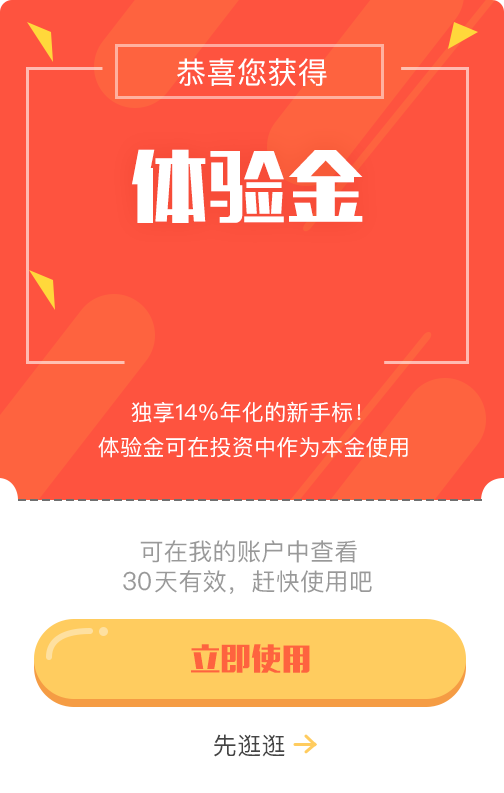 恭喜您获得
体验金
独享14%年化的新手标！
体验金可在投资中作为本金使用
可在我的账户中查看
30天有效，赶快使用吧
立即使用
先逛逛